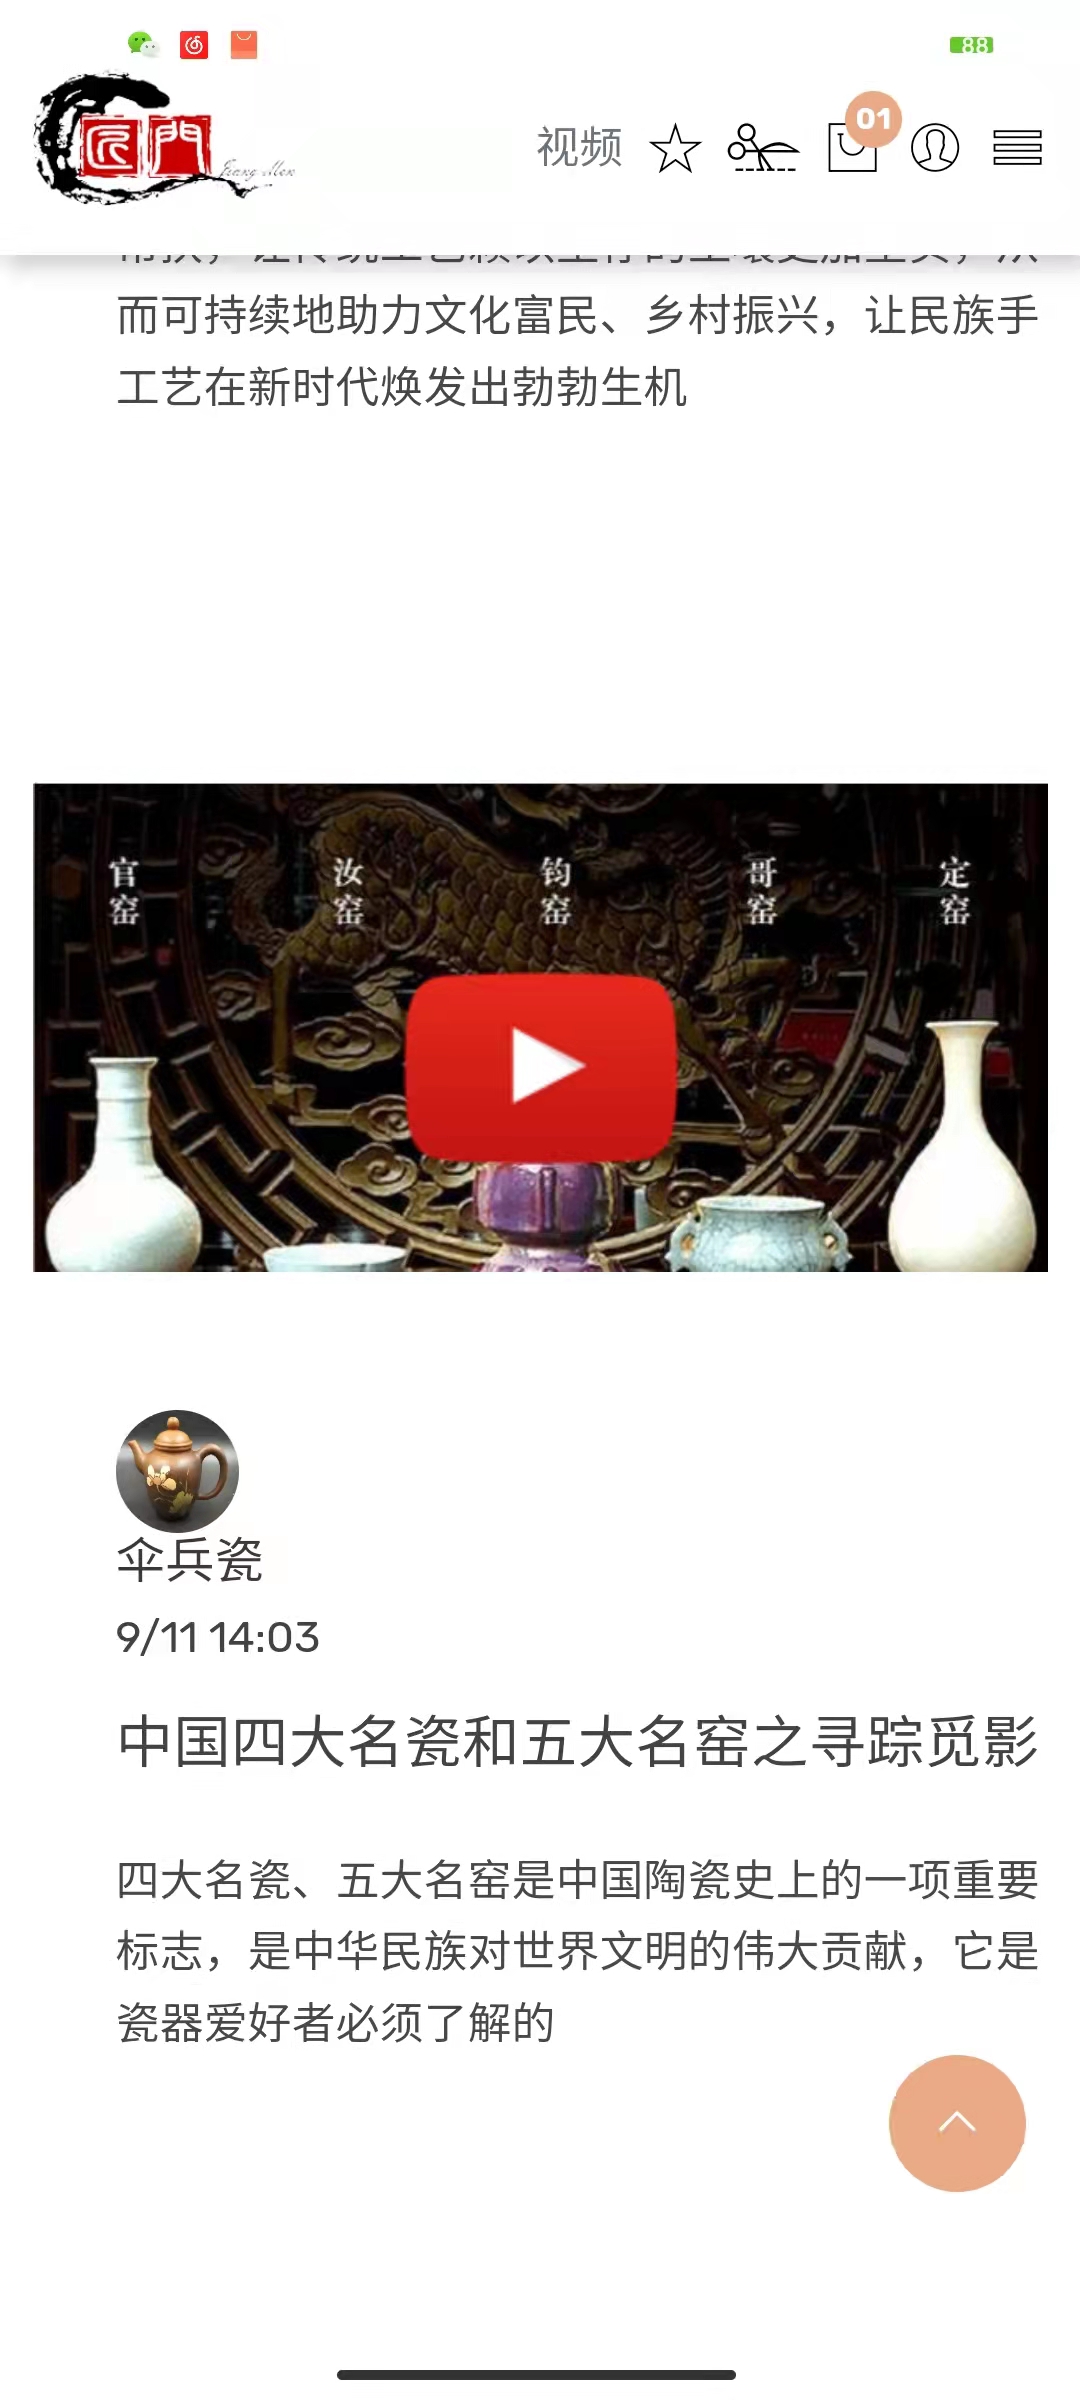 88
匠門
Jiang Men
视频
01
而可持续地助力文化富民、乡村振兴，让民族手
工艺在新时代焕发出勃勃生机
官窑
汝窑
钧窑
哥窑
定窑
伞兵瓷
9/11 14:03
中国四大名瓷和五大名窑之寻踪觅影
四大名瓷、五大名窑是中国陶瓷史上的一项重要
标志，是中华民族对世界文明的伟大贡献，它是
瓷器爱好者必须了解的